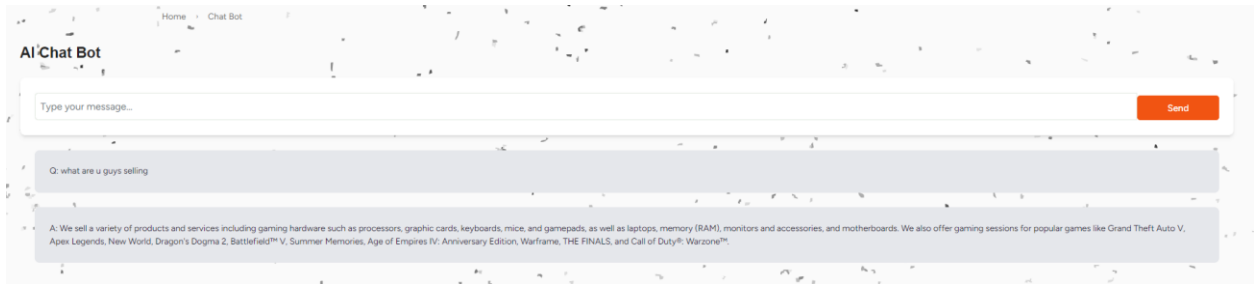 Home › Chat Bot
AI Chat Bot
Type your message...
Send
Q: what are u guys selling
A: We sell a variety of products and services including gaming hardware such as processors, graphic cards, keyboards, mice, and gamepads, as well as laptops, memory (RAM), monitors and accessories, and motherboards. We also offer gaming sessions for popular games like Grand Theft Auto V,
Apex Legends, New World, Dragon's Dogma 2, Battlefield™ V, Summer Memories, Age of Empires IV: Anniversary Edition, Warframe, THE FINALS, and Call of Duty®: Warzone™.